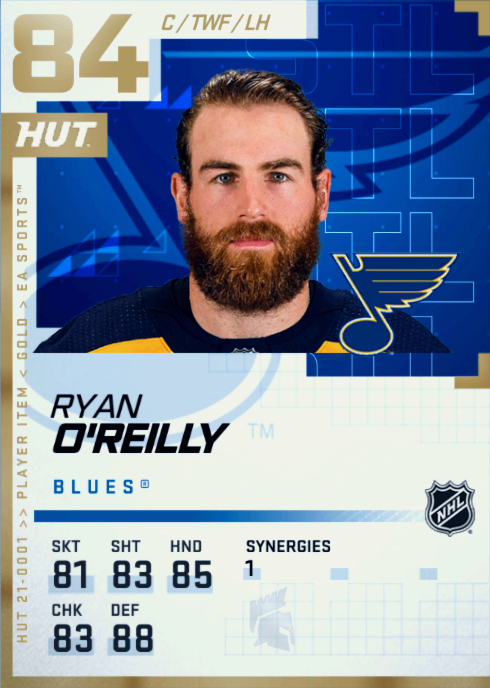 84
C / TWF / LH
STL
HUT
HUT 21-0001 >> PLAYER ITEM < GOLD > EA SPORTS™
RYAN
O'REILLY
TM
BLUES®
NHL
SKT SHT HND SYNERGIES
81 83 85 1
CHK DEF
83 88